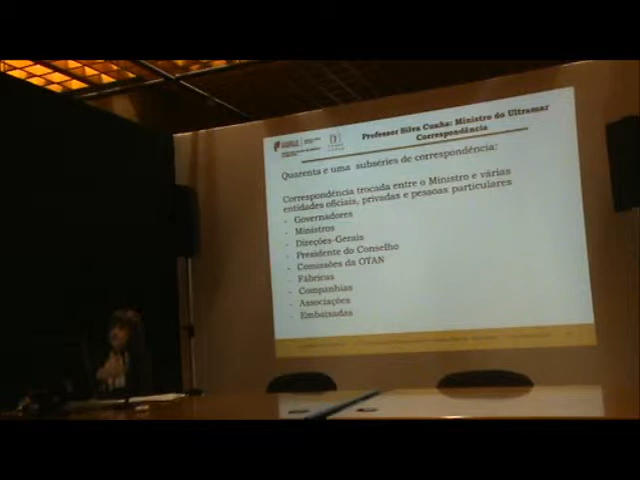 Professor Silva Cunha: Ministro do Ultramar
Correspondência
Quarenta e uma subséries de correspondência:
Correspondência trocada entre o Ministro e várias
entidades oficiais, privadas e pessoas particulares
- Governadores
- Ministros
- Direções-Gerais
- Presidente do Conselho
- Comissões da OTAN
- Fábricas
- Companhias
- Associações
- Embaixadas